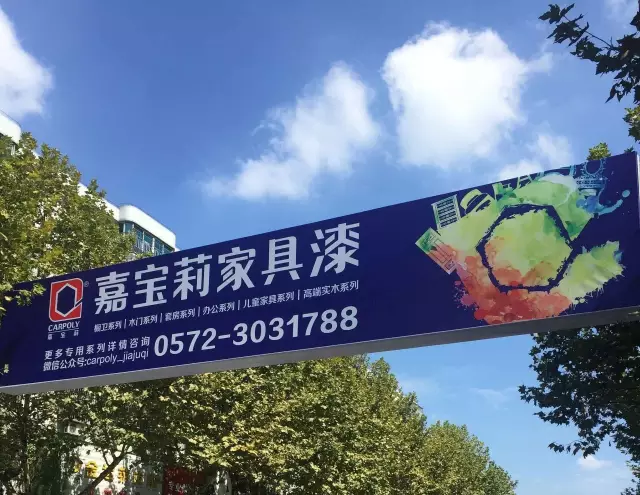 CARPOLY
嘉宝莉
嘉宝莉家具漆
橱卫系列 | 木门系列 | 套房系列 | 办公系列 | 儿童家具系列 | 高端实木系列
更多专用系列详情咨询
微信公众号:carpoly_jiajuqi
0572-3031788